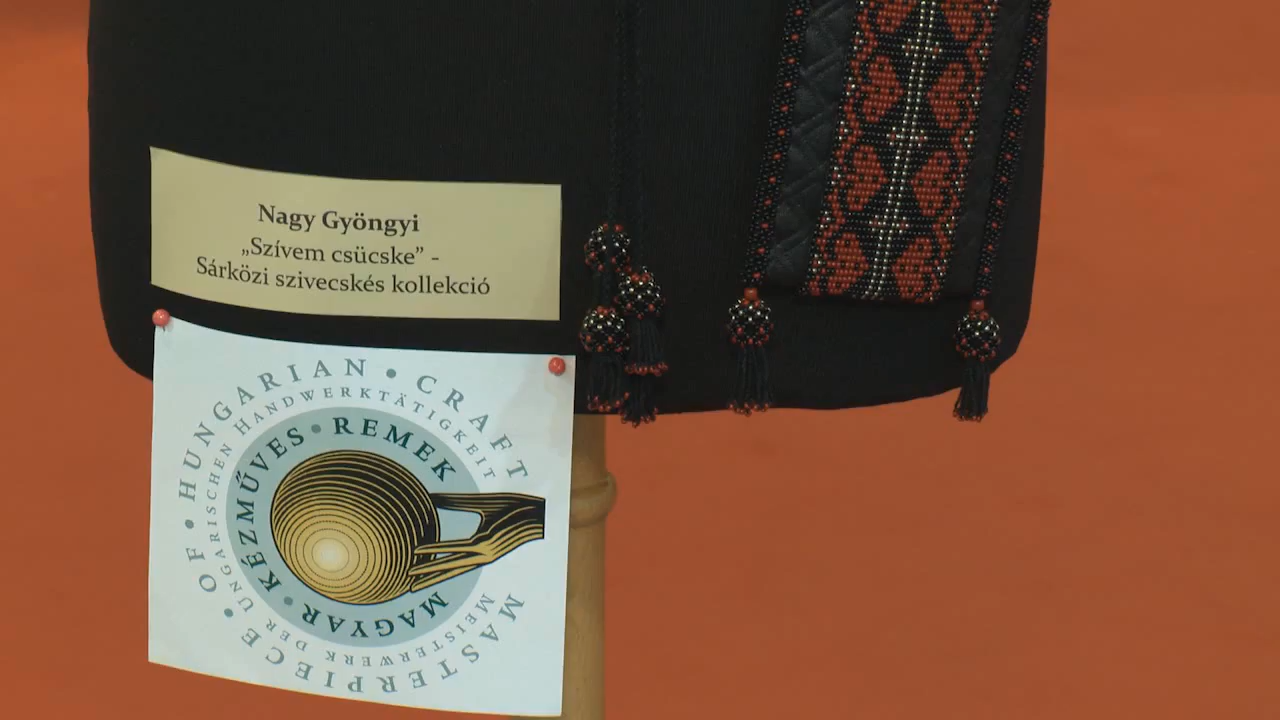 Nagy Gyöngyi
„Szívem csücske” -
Sárközi szivecskés kollekció
MASTERPIECE • OF • HUNGARIAN • CRAFT
MEISTERWERK DER UNGARISCHEN HANDWERKTÄTIGKEIT
MAGYAR • KÉZMŰVES • REMEK